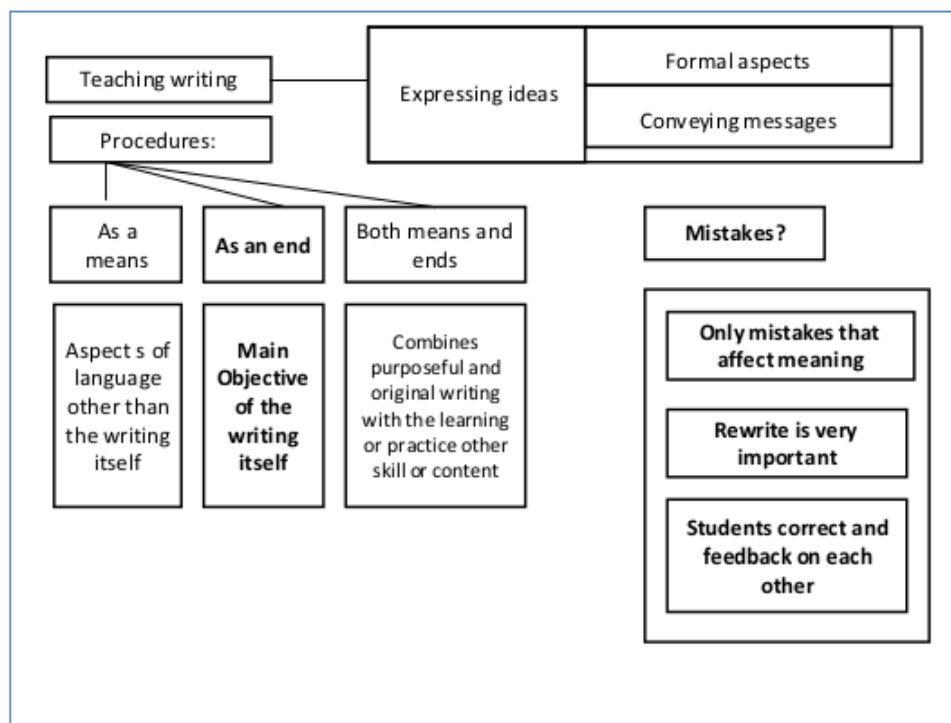 Teaching writing
Expressing ideas
Formal aspects
Conveying messages
Procedures:
As a
means
As an end
Both means and
ends
Mistakes?
Aspect s of
language
other than
the writing
itself
Main
Objective
of the
writing
itself
Combines
purposeful and
original writing
with the learning
or practice other
skill or content
Only mistakes that
affect meaning
Rewrite is very
important
Students correct and
feedback on each
other